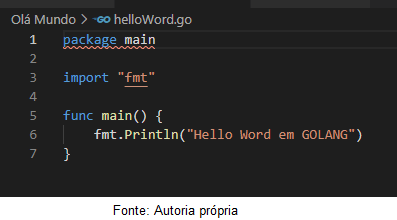 Olá Mundo > GO helloWord.go
1 package main
2
3 import "fmt"
4
5 func main() {
6 fmt.Println("Hello Word em GOLANG")
7 }
Fonte: Autoria própria